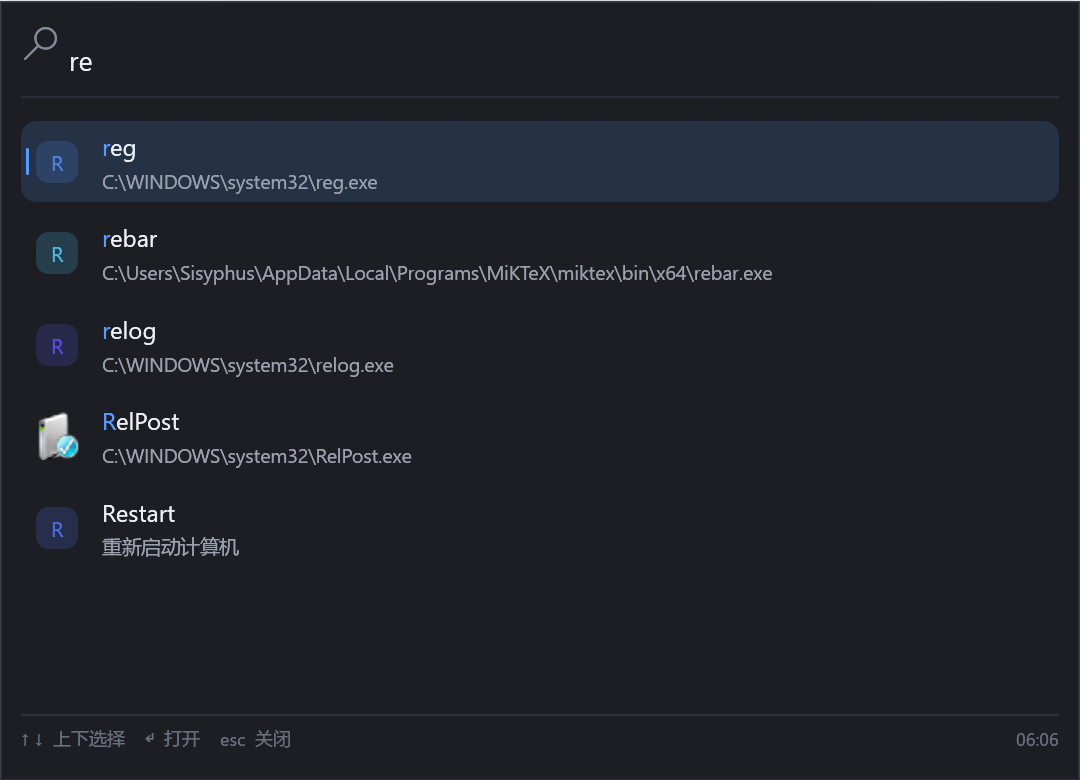 re
R
reg
C:\WINDOWS\system32\reg.exe
R
rebar
C:\Users\Sisyphus\AppData\Local\Programs\MiKTeX\miktex\bin\x64\rebar.exe
R
relog
C:\WINDOWS\system32\relog.exe
RelPost
C:\WINDOWS\system32\RelPost.exe
R
Restart
重新启动计算机
↑↓ 上下选择 ↵ 打开 esc 关闭 06:06